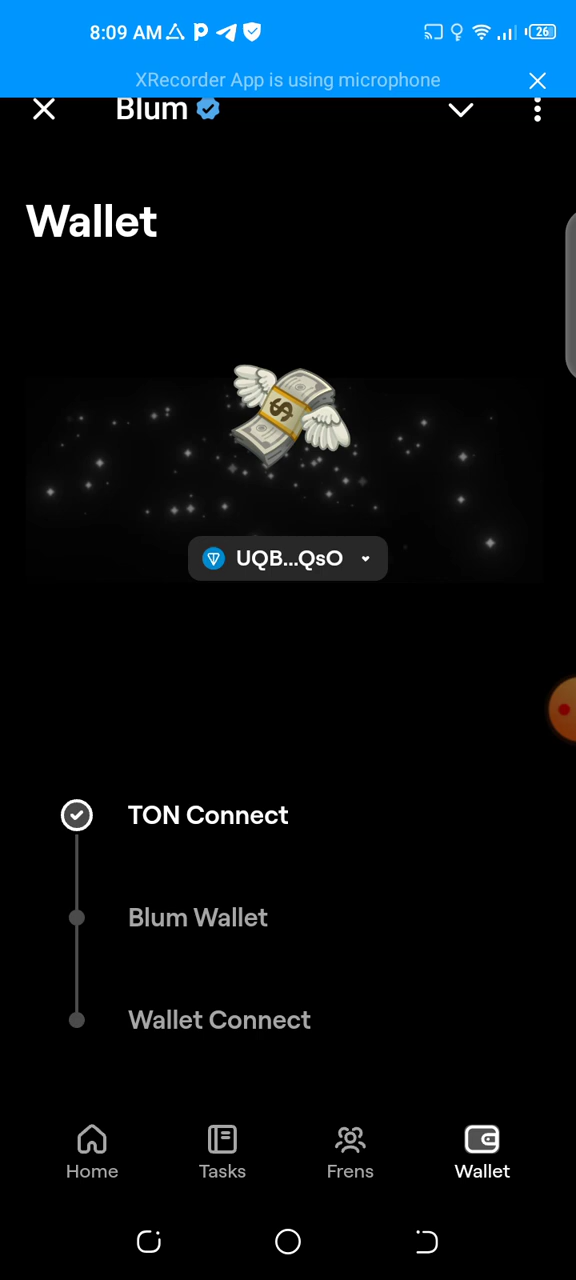 8:09 AM
26
XRecorder App is using microphone
Blum
Wallet
UQB...QsO
TON Connect
Blum Wallet
Wallet Connect
Home Tasks Frens Wallet